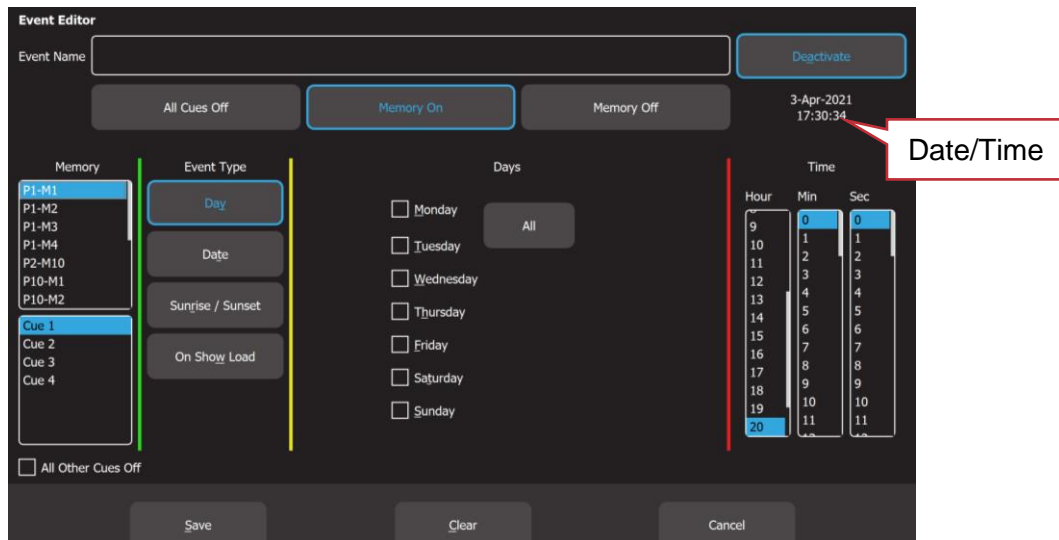 Event Editor
Event Name
Deactivate
All Cues Off
Memory On
Memory Off
3-Apr-2021
17:30:34
Date/Time
Memory
Event Type
Days
Time
P1-M1
P1-M2
P1-M3
P1-M4
P2-M10
P10-M1
P10-M2
Cue 1
Cue 2
Cue 3
Cue 4
All Other Cues Off
Day
Date
Sunrise / Sunset
On Show Load
Monday
Tuesday
Wednesday
Thursday
Friday
Saturday
Sunday
All
Hour
9
10
11
12
13
14
15
16
17
18
19
20
Min
0
1
2
3
4
5
6
7
8
9
10
11
Sec
0
1
2
3
4
5
6
7
8
9
10
11
Save
Clear
Cancel